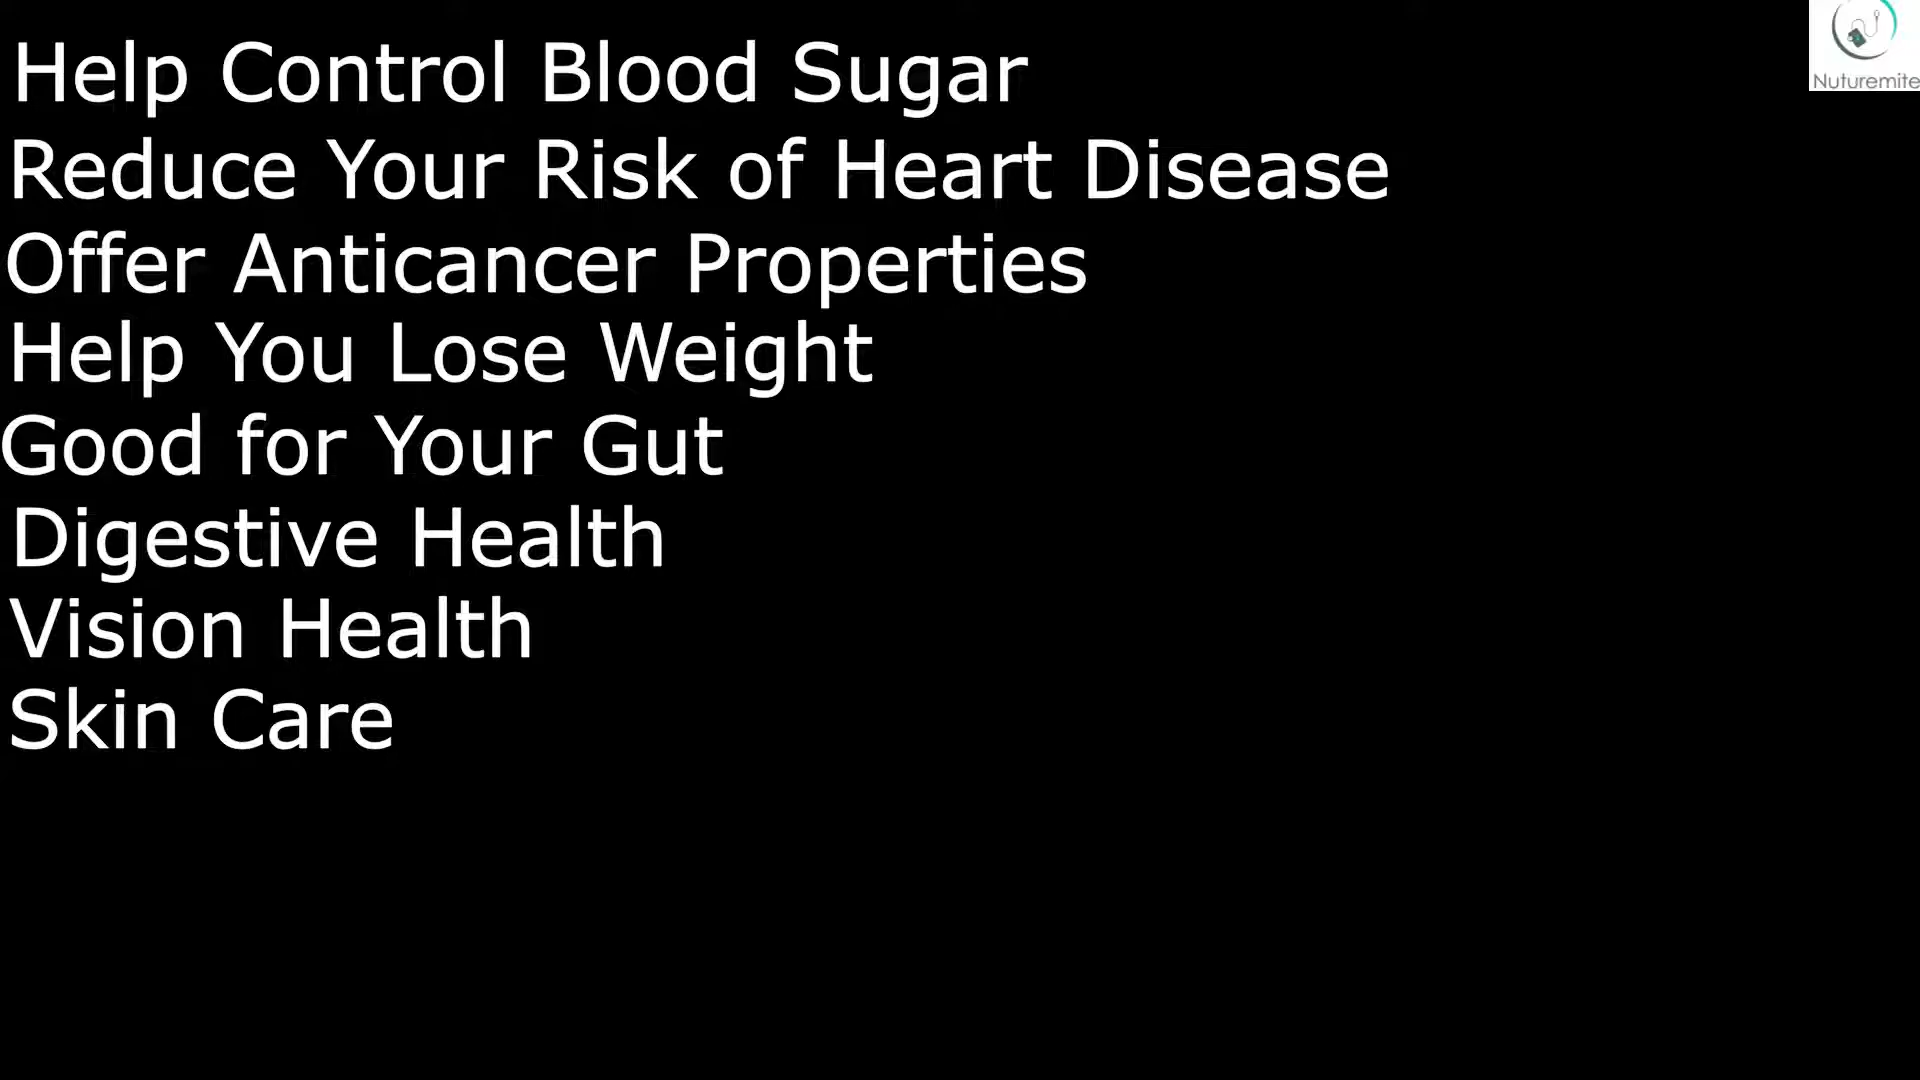 Help Control Blood Sugar
Reduce Your Risk of Heart Disease
Offer Anticancer Properties
Help You Lose Weight
Good for Your Gut
Digestive Health
Vision Health
Skin Care
Nuturemite